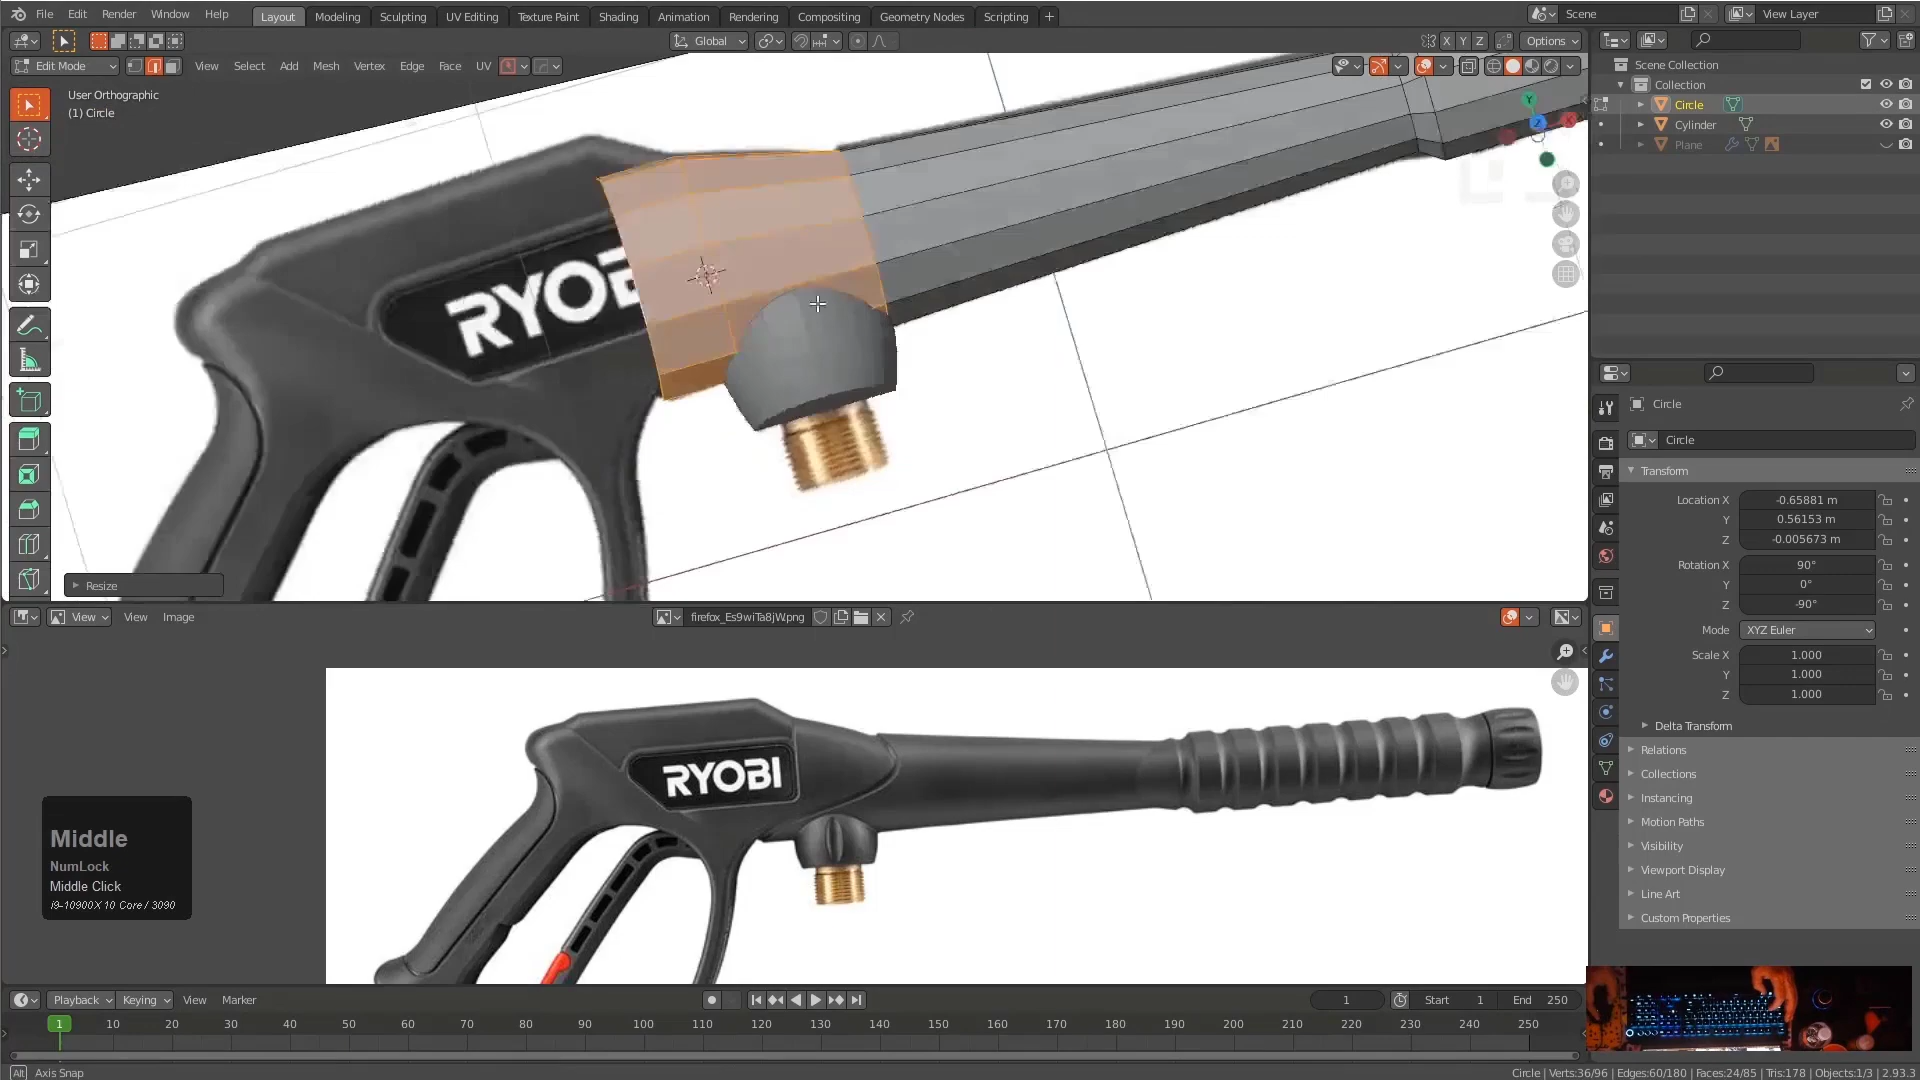 File Edit Render Window Help
Layout Modeling Sculpting UV Editing Texture Paint Shading Animation Rendering Compositing Geometry Nodes Scripting +
Scene
View Layer
Global
X Y Z
Options
Edit Mode
View Select Add Mesh Vertex Edge Face UV
User Orthographic
(1) Circle
RYOBI
Y
Z
X
Resize
Scene Collection
Collection
Circle
Cylinder
Plane
Circle
Circle
Transform
Location X -0.65881 m
Y 0.56153 m
Z -0.005673 m
Rotation X 90°
Y 0°
Z -90°
Mode XYZ Euler
Scale X 1.000
Y 1.000
Z 1.000
Delta Transform
Relations
Collections
Instancing
Motion Paths
Visibility
Viewport Display
Line Art
Custom Properties
View View Image
firefox_Es9wiTa8jW.png
RYOBI
Middle
NumLock
Middle Click
i9-10900X 10 Core / 3090
Playback Keying View Marker
1 Start 1 End 250
1 10 20 30 40 50 60 70 80 90 100 110 120 130 140 150 160 170 180 190 200 210 220 230 240 250
Alt Axis Snap
Circle | Verts:36/96 | Edges:60/180 | Faces:24/85 | Tris:178 | Objects:1/3 | 2.93.3